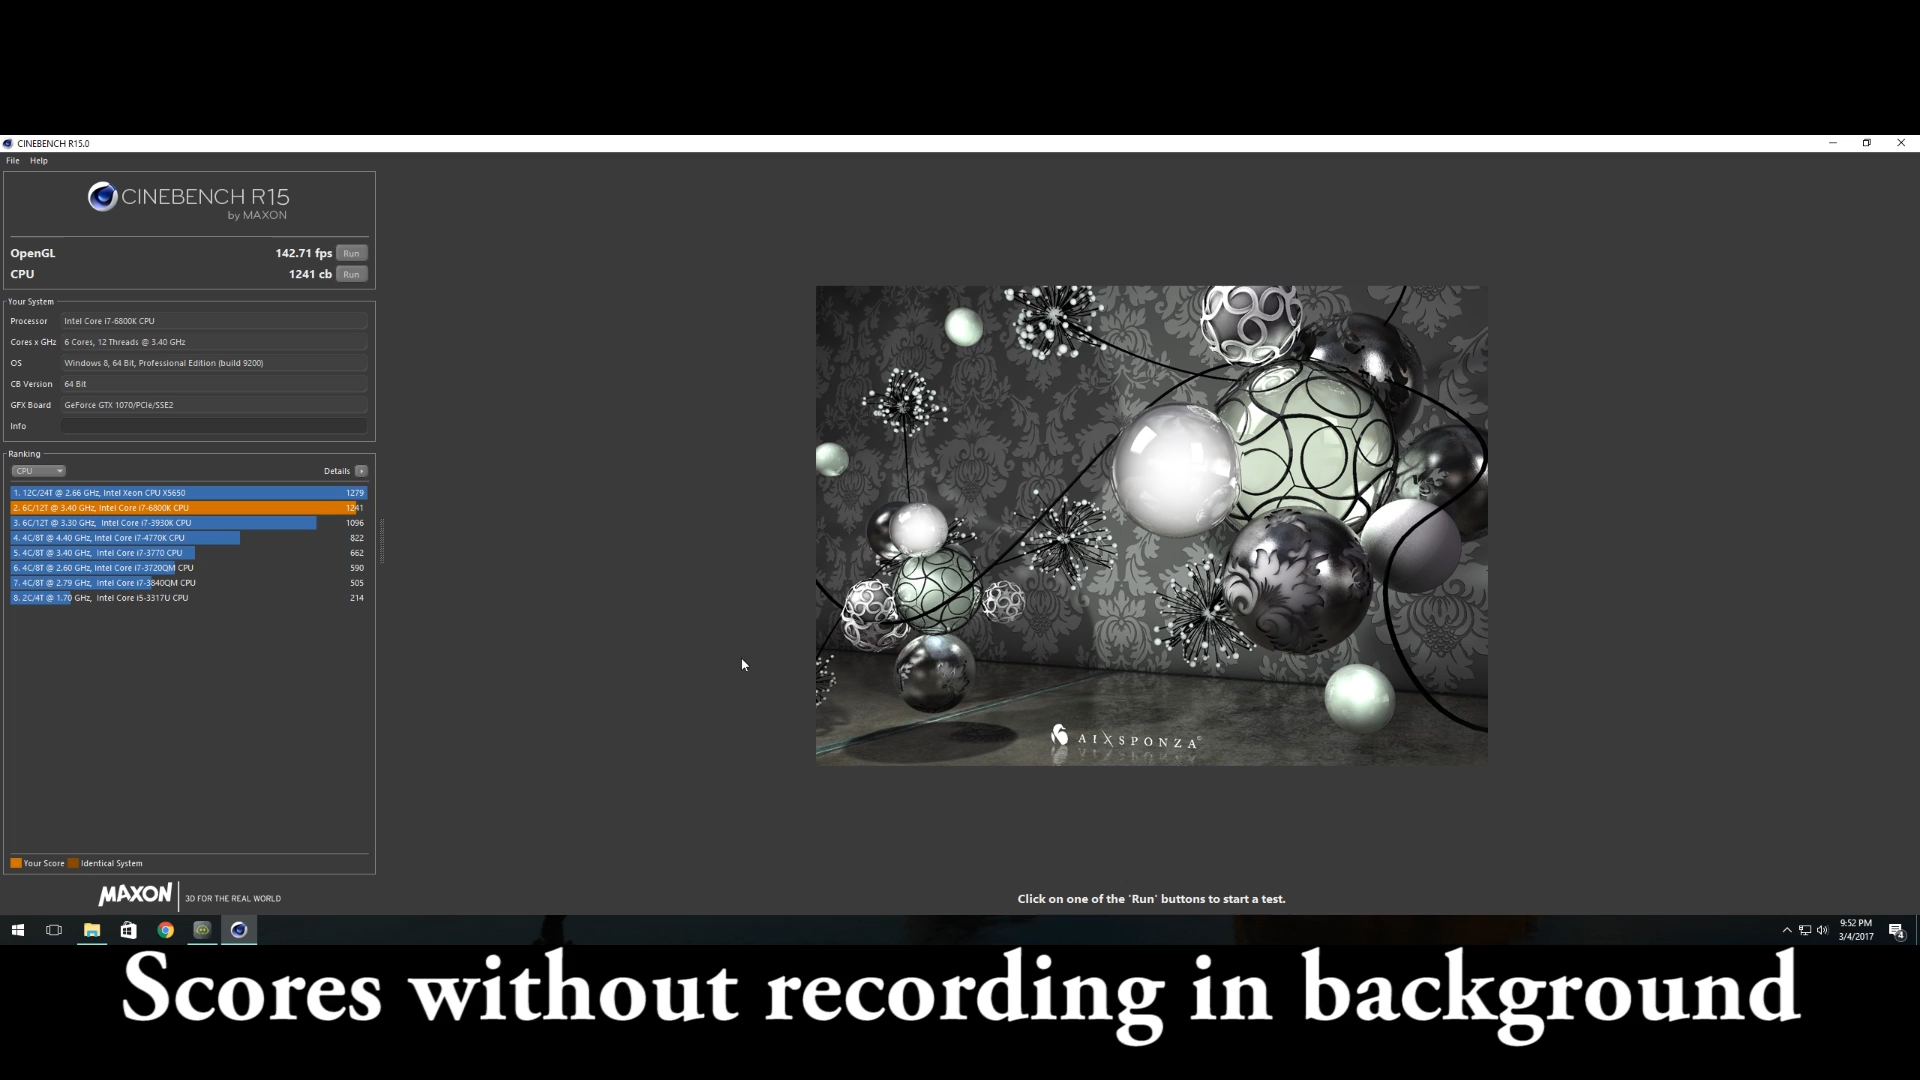 CINEBENCH R15.0
File Help
CINEBENCH R15
by MAXON
OpenGL 142.71 fps Run
CPU 1241 cb Run
Your System
Processor Intel Core i7-6800K CPU
Cores x GHz 6 Cores, 12 Threads @ 3.40 GHz
OS Windows 8, 64 Bit, Professional Edition (build 9200)
CB Version 64 Bit
GFX Board GeForce GTX 1070/PCIe/SSE2
Info
Ranking
CPU Details
1. 12C/24T @ 2.66 GHz, Intel Xeon CPU X5650 1279
2. 6C/12T @ 3.40 GHz, Intel Core i7-6800K CPU 1241
3. 6C/12T @ 3.30 GHz, Intel Core i7-3930K CPU 1096
4. 4C/8T @ 4.40 GHz, Intel Core i7-4770K CPU 822
5. 4C/8T @ 3.40 GHz, Intel Core i7-3770 CPU 662
6. 4C/8T @ 2.60 GHz, Intel Core i7-3720QM CPU 590
7. 4C/8T @ 2.79 GHz, Intel Core i7-3840QM CPU 505
8. 2C/4T @ 1.70 GHz, Intel Core i5-3317U CPU 214
AIXSPONZA©
Your Score Identical System
MAXON 3D FOR THE REAL WORLD
Click on one of the 'Run' buttons to start a test.
9:52 PM
3/4/2017
4
Scores without recording in background